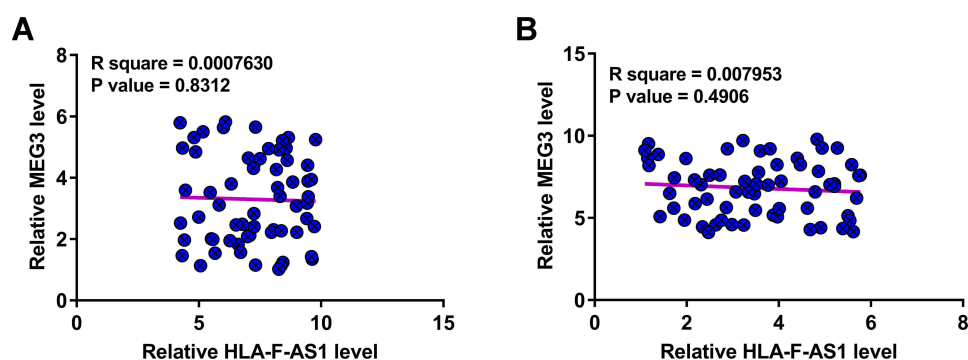 A
R square = 0.0007630
P value = 0.8312
Relative MEG3 level
8
6
4
2
0
0 5 10 15
Relative HLA-F-AS1 level
B
R square = 0.007953
P value = 0.4906
Relative MEG3 level
15
10
5
0
0 2 4 6 8
Relative HLA-F-AS1 level